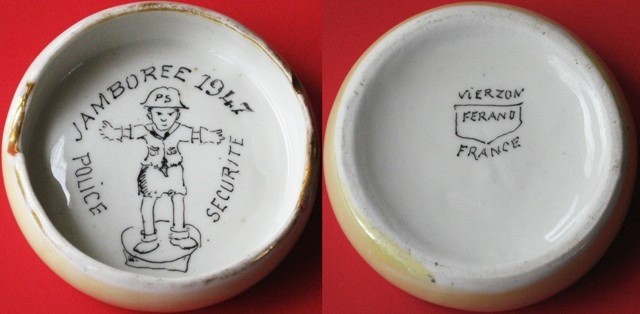 JAMBOREE 1947
PS
POLICE
SECURITE
VIERZON
FERAND
FRANCE